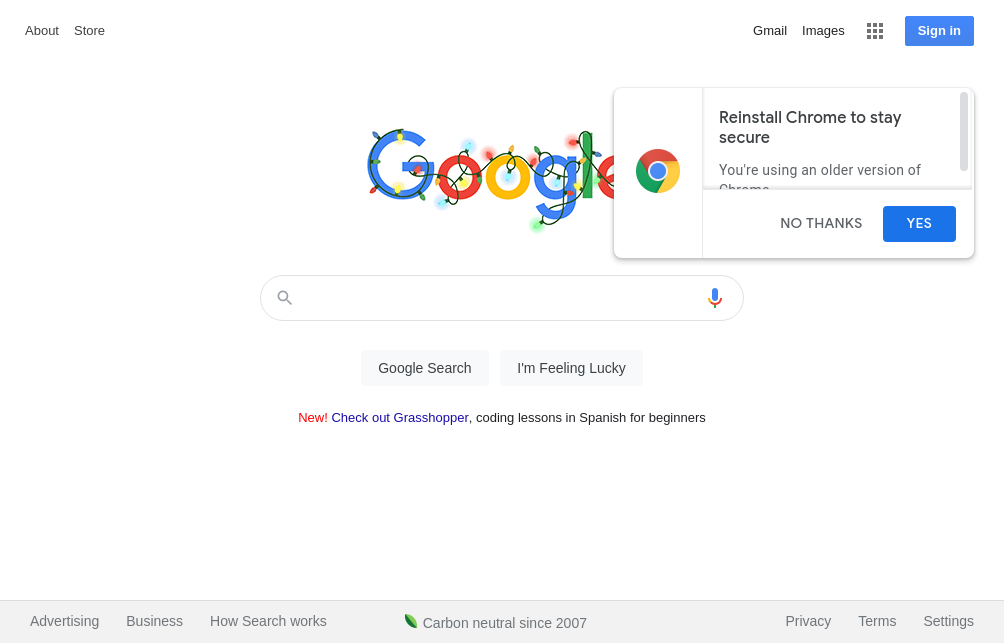 About Store
Gmail Images
Sign in
Google
Reinstall Chrome to stay
secure
You're using an older version of
NO THANKS
YES
Google Search
I'm Feeling Lucky
New! Check out Grasshopper, coding lessons in Spanish for beginners
Advertising Business How Search works
Carbon neutral since 2007
Privacy Terms Settings